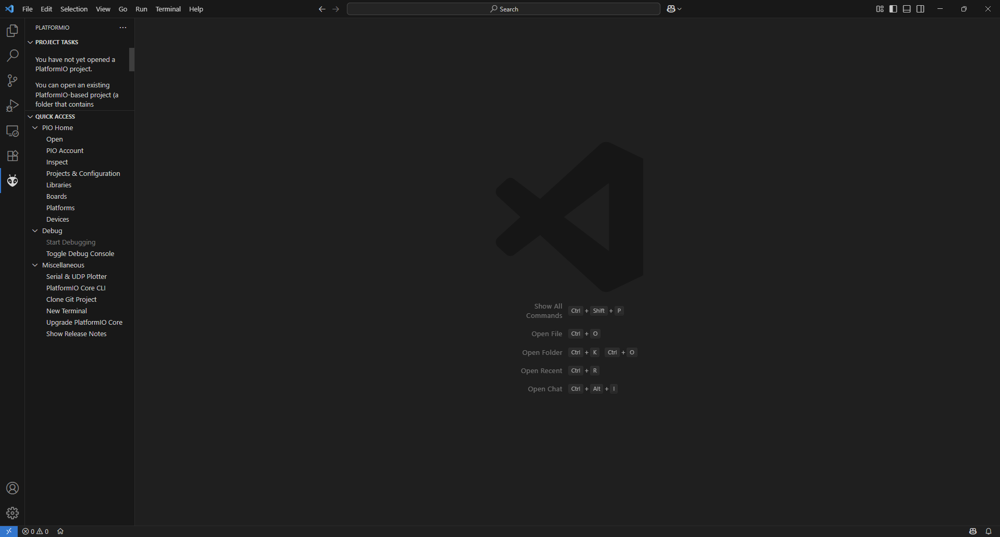 File Edit Selection View Go Run Terminal Help
Search
PLATFORMIO
PROJECT TASKS
You have not yet opened a
PlatformIO project.
You can open an existing
PlatformIO-based project (a
folder that contains
QUICK ACCESS
PIO Home
Open
PIO Account
Inspect
Projects & Configuration
Libraries
Boards
Platforms
Devices
Debug
Start Debugging
Toggle Debug Console
Miscellaneous
Serial & UDP Plotter
PlatformIO Core CLI
Clone Git Project
New Terminal
Upgrade PlatformIO Core
Show Release Notes
Show All
Commands
Ctrl + Shift + P
Open File Ctrl + O
Open Folder Ctrl + K Ctrl + O
Open Recent Ctrl + R
Open Chat Ctrl + Alt + I
0 0